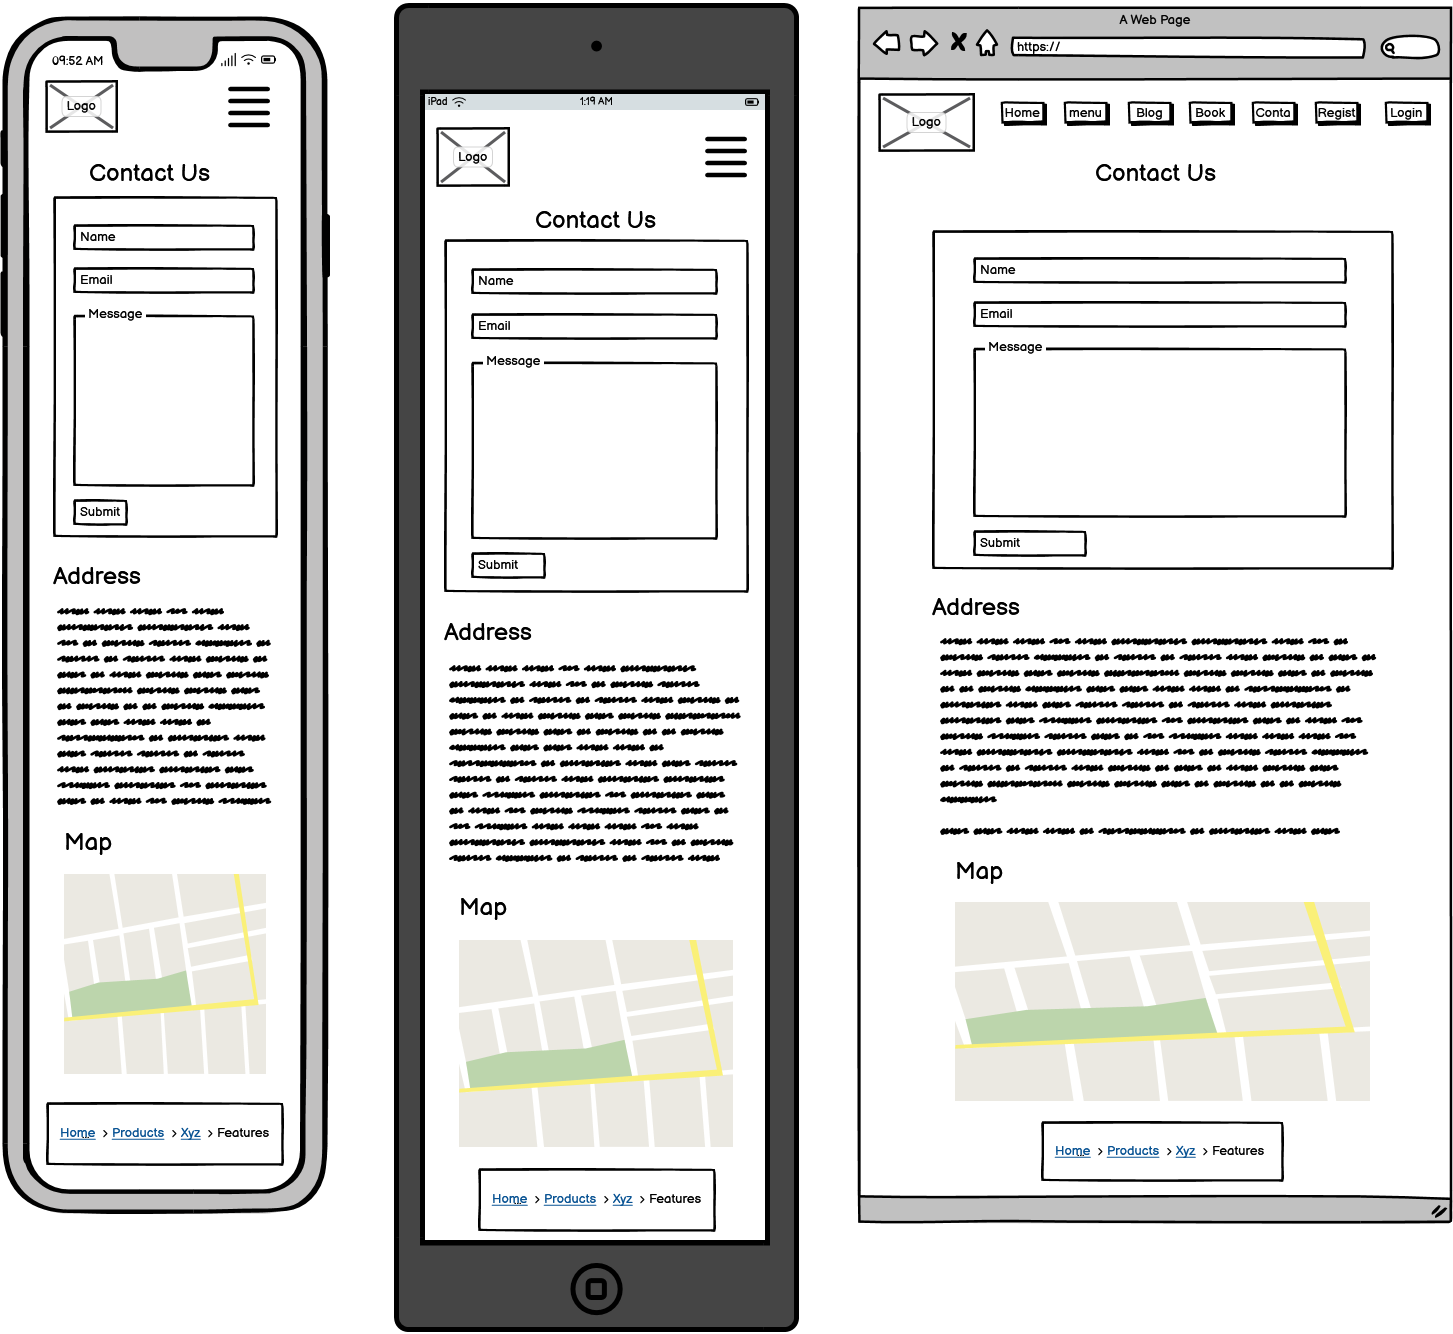 09:52 AM
Logo
Contact Us
Name
Email
Message
Submit
Address
Map
Home > Products > Xyz > Features
iPad
1:19 AM
Logo
Contact Us
Name
Email
Message
Submit
Address
Map
Home > Products > Xyz > Features
A Web Page
https://
Logo
Home menu Blog Book Conta Regist Login
Contact Us
Name
Email
Message
Submit
Address
Map
Home > Products > Xyz > Features